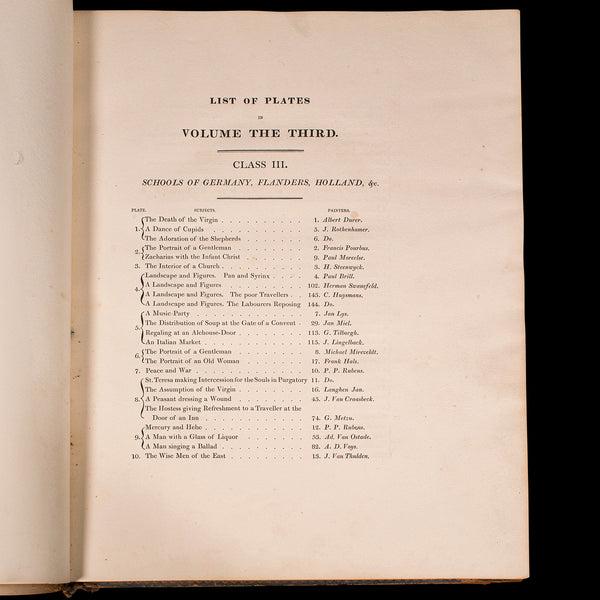 LIST OF PLATES
IN
VOLUME THE THIRD.
CLASS III.
SCHOOLS OF GERMANY, FLANDERS, HOLLAND, &c.
PLATE. SUBJECTS. PAINTERS.
The Death of the Virgin . . . . . . . . . 1. Albert Durer.
1. A Dance of Cupids . . . . . . . . . . 5. J. Rothenhamer.
The Adoration of the Shepherds . . . . . . 6. Do.
The Portrait of a Gentleman . . . . . . . 2. Francis Pourbus.
2. Zacharias with the Infant Christ . . . . . . 9. Paul Moreelse.
3. The Interior of a Church . . . . . . . . . 3. H. Steenwyck.
Landscape and Figures. Pan and Syrinx . . . . 4. Paul Brill.
4. A Landscape and Figures . . . . . . . . 102. Herman Swanefeld.
A Landscape and Figures. The poor Travellers . . 145. C. Huysmans.
A Landscape and Figures. The Labourers Reposing 144. Do.
A Music-Party . . . . . . . . . . . . 7. Jan Lys.
The Distribution of Soup at the Gate of a Convent . 29. Jan Miel.
5. Regaling at an Alehouse-Door . . . . . . . 113. G. Tilborgh.
An Italian Market . . . . . . . . . . . 115. J. Lingelback.
The Portrait of a Gentleman . . . . . . . 8. Michael Mireveldt.
6. The Portrait of an Old Woman . . . . . . 17. Frank Hals.
7. Peace and War . . . . . . . . . . . . 10. P. P. Rubens.
St. Teresa making Intercession for the Souls in Purgatory 11. Do.
The Assumption of the Virgin . . . . . . . 16. Langhen Jan.
8. A Peasant dressing a Wound . . . . . . . 45. J. Van Craasbeck.
The Hostess giving Refreshment to a Traveller at the
Door of an Inn . . . . . . . . . . 74. G. Metzu.
Mercury and Hebe . . . . . . . . . . . 12. P. P. Rubens.
9. A Man with a Glass of Liquor . . . . . . . 55. Ad. Van Ostade.
A Man singing a Ballad . . . . . . . . . 82. A. D. Voys.
10. The Wise Men of the East . . . . . . . . 13. J. Van Thulden.